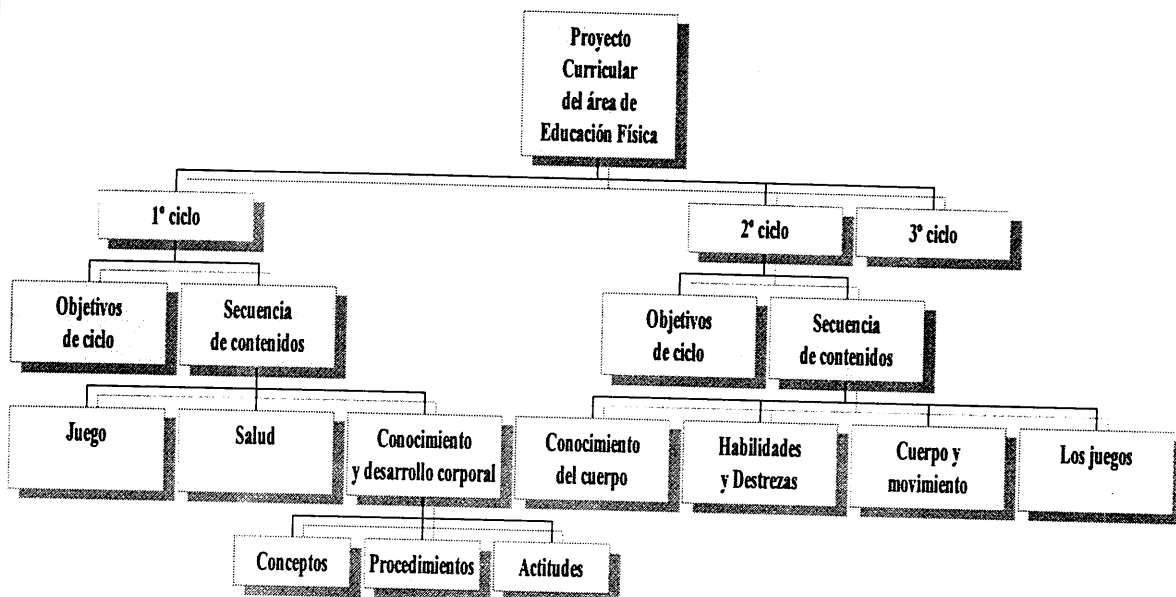 Proyecto
Curricular
del área de
Educación Física
1º ciclo
2º ciclo
3º ciclo
Objetivos
de ciclo
Secuencia
de contenidos
Objetivos
de ciclo
Secuencia
de contenidos
Juego
Salud
Conocimiento
y desarrollo corporal
Conocimiento
del cuerpo
Habilidades
y Destrezas
Cuerpo y
movimiento
Los juegos
Conceptos
Procedimientos
Actitudes